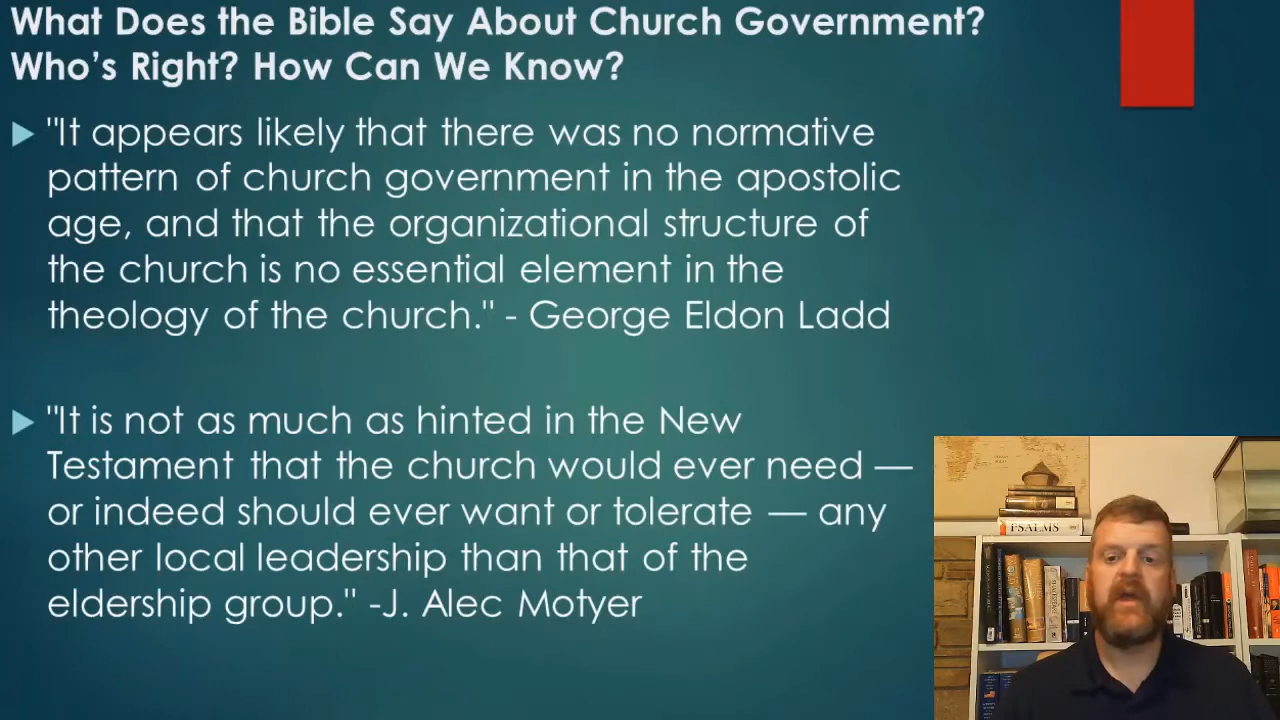 What Does the Bible Say About Church Government?
Who's Right? How Can We Know?
"It appears likely that there was no normative
pattern of church government in the apostolic
age, and that the organizational structure of
the church is no essential element in the
theology of the church." - George Eldon Ladd
"It is not as much as hinted in the New
Testament that the church would ever need —
or indeed should ever want or tolerate — any
other local leadership than that of the
eldership group." -J. Alec Motyer
PSALMS